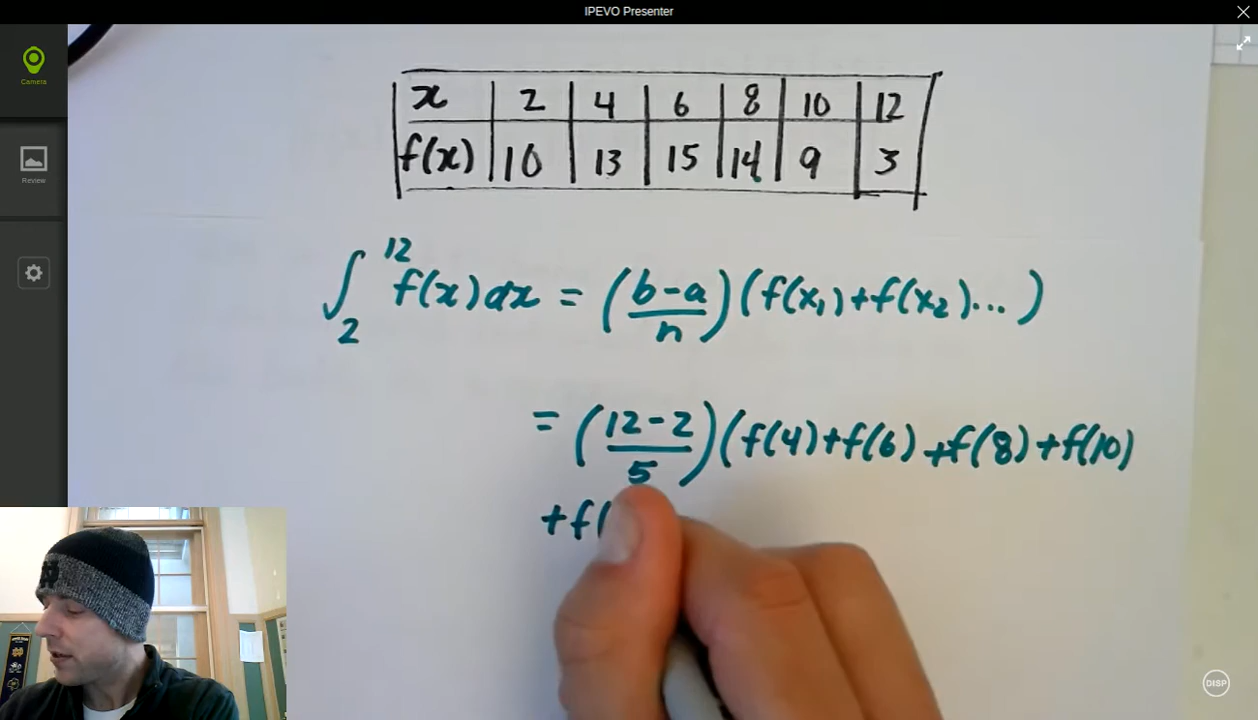 IPEVO Presenter
Camera
Review
x 2 4 6 8 10 12
f(x) 10 13 15 14 9 3
∫₂¹² f(x)dx = ((b-a)/n)(f(x₁)+f(x₂)...)
= ((12-2)/5)(f(4)+f(6)+f(8)+f(10)
+f(
DISP